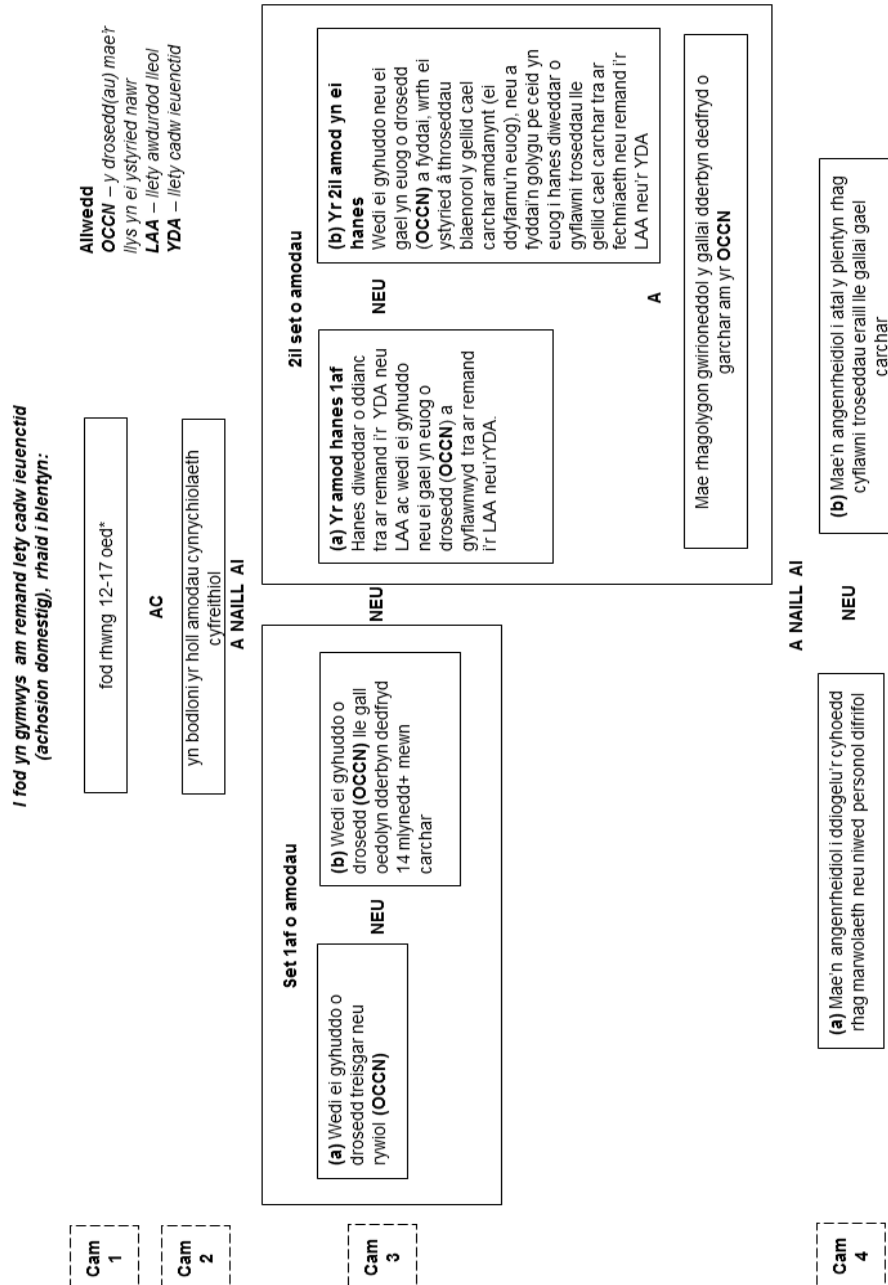 I fod yn gymwys am remand lety cadw ieuenctid
(achosion domestig), rhaid i blentyn:
Allwedd
OCCN – y drosedd(au) mae'r
llys yn ei ystyried nawr
LAA – llety awdurdod lleol
YDA – llety cadw ieuenctid
Cam
1
fod rhwng 12-17 oed*
AC
Cam
2
yn bodloni yr holl amodau cynrychiolaeth
cyfreithiol
A NAILL AI
Cam
3
Set 1af o amodau
(a) Wedi ei gyhuddo o
drosedd treisgar neu
rywiol (OCCN)
NEU
(b) Wedi ei gyhuddo o
drosedd (OCCN) lle gall
oedolyn dderbyn dedfryd
14 mlynedd+ mewn
carchar
NEU
2il set o amodau
(a) Yr amod hanes 1af
Hanes diweddar o ddianc
tra ar remand i'r YDA neu
LAA ac wedi ei gyhuddo
neu ei gael yn euog o
drosedd (OCCN) a
gyflawnwyd tra ar remand
i'r LAA neu'rYDA.
NEU
(b) Yr 2il amod yn ei
hanes
Wedi ei gyhuddo neu ei
gael yn euog o drosedd
(OCCN) a fyddai, wrth ei
ystyried â throseddau
blaenorol y gellid cael
carchar amdanynt (ei
ddyfarnu'n euog), neu a
fyddai'n golygu pe ceid yn
euog i hanes diweddar o
gyflawni troseddau lle
gellid cael carchar tra ar
fechnïaeth neu remand i'r
LAA neu'r YDA
A
Mae rhagolygon gwirioneddol y gallai dderbyn dedfryd o
garchar am yr OCCN
A NAILL AI
Cam
4
(a) Mae'n angenrheidiol i ddiogelu'r cyhoedd
rhag marwolaeth neu niwed personol difrifol
NEU
(b) Mae'n angenrheidiol i atal y plentyn rhag
cyflawni troseddau eraill lle gallai gael
carchar